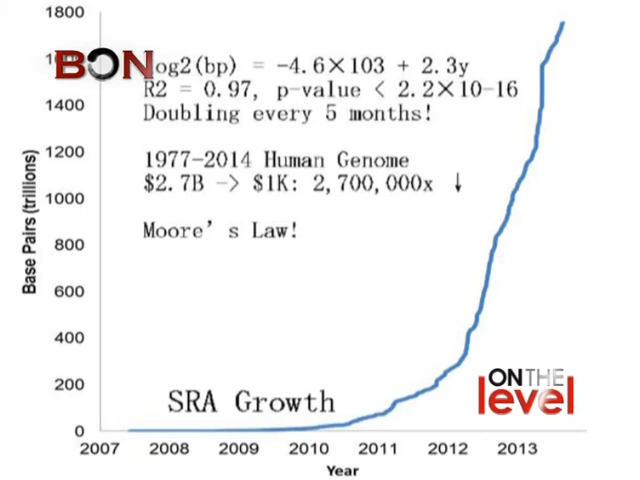 1800
1600
1400
1200
1000
800
600
400
200
0
Base Pairs (trillions)
BON
log2(bp) = -4.6×103 + 2.3y
R2 = 0.97, p-value < 2.2×10-16
Doubling every 5 months!
1977-2014 Human Genome
$2.7B -> $1K: 2,700,000x ↓
Moore's Law!
SRA Growth
ON THE
level
2007 2008 2009 2010 2011 2012 2013
Year